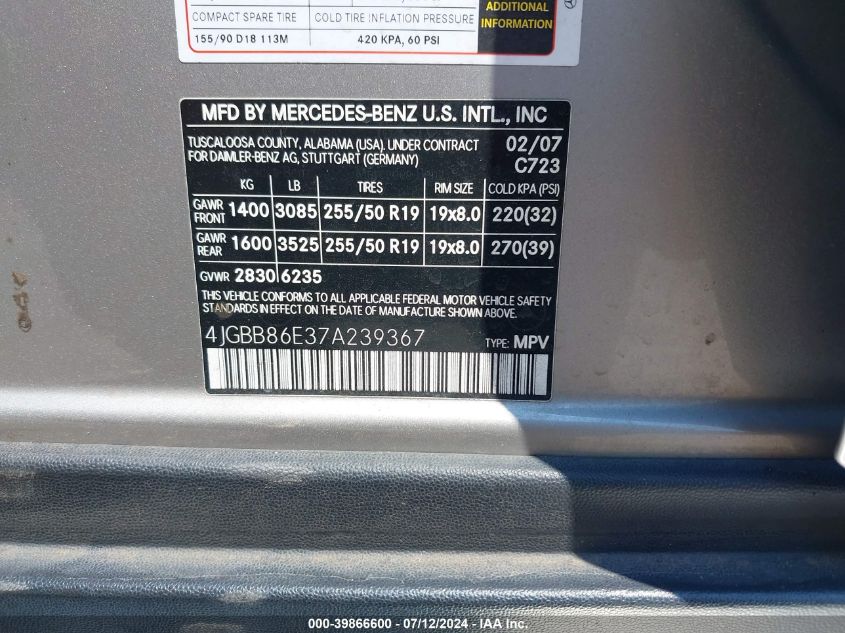 ADDITIONAL
INFORMATION
COMPACT SPARE TIRE COLD TIRE INFLATION PRESSURE
155/90 D18 113M 420 KPA, 60 PSI
MFD BY MERCEDES-BENZ U.S. INTL., INC
TUSCALOOSA COUNTY, ALABAMA (USA). UNDER CONTRACT 02/07
FOR DAIMLER-BENZ AG, STUTTGART (GERMANY) C723
KG LB TIRES RIM SIZE COLD KPA (PSI)
GAWR FRONT 1400 3085 255/50 R19 19x8.0 220(32)
GAWR REAR 1600 3525 255/50 R19 19x8.0 270(39)
GVWR 2830 6235
THIS VEHICLE CONFORMS TO ALL APPLICABLE FEDERAL MOTOR VEHICLE SAFETY
STANDARDS IN EFFECT ON THE DATE OF MANUFACTURE SHOWN ABOVE.
4JGBB86E37A239367 TYPE: MPV
000-39866600 - 07/12/2024 - IAA Inc.